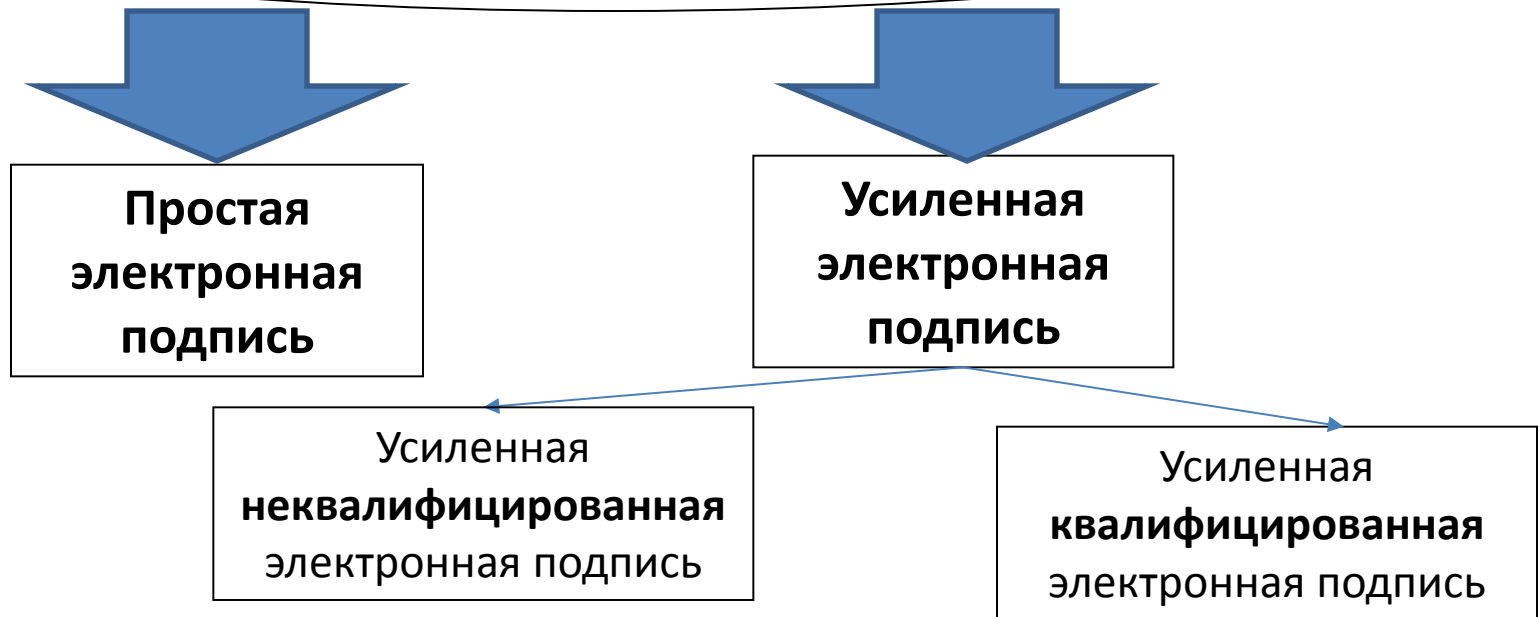 Простая
электронная
подпись
Усиленная
электронная
подпись
Усиленная
неквалифицированная
электронная подпись
Усиленная
квалифицированная
электронная подпись